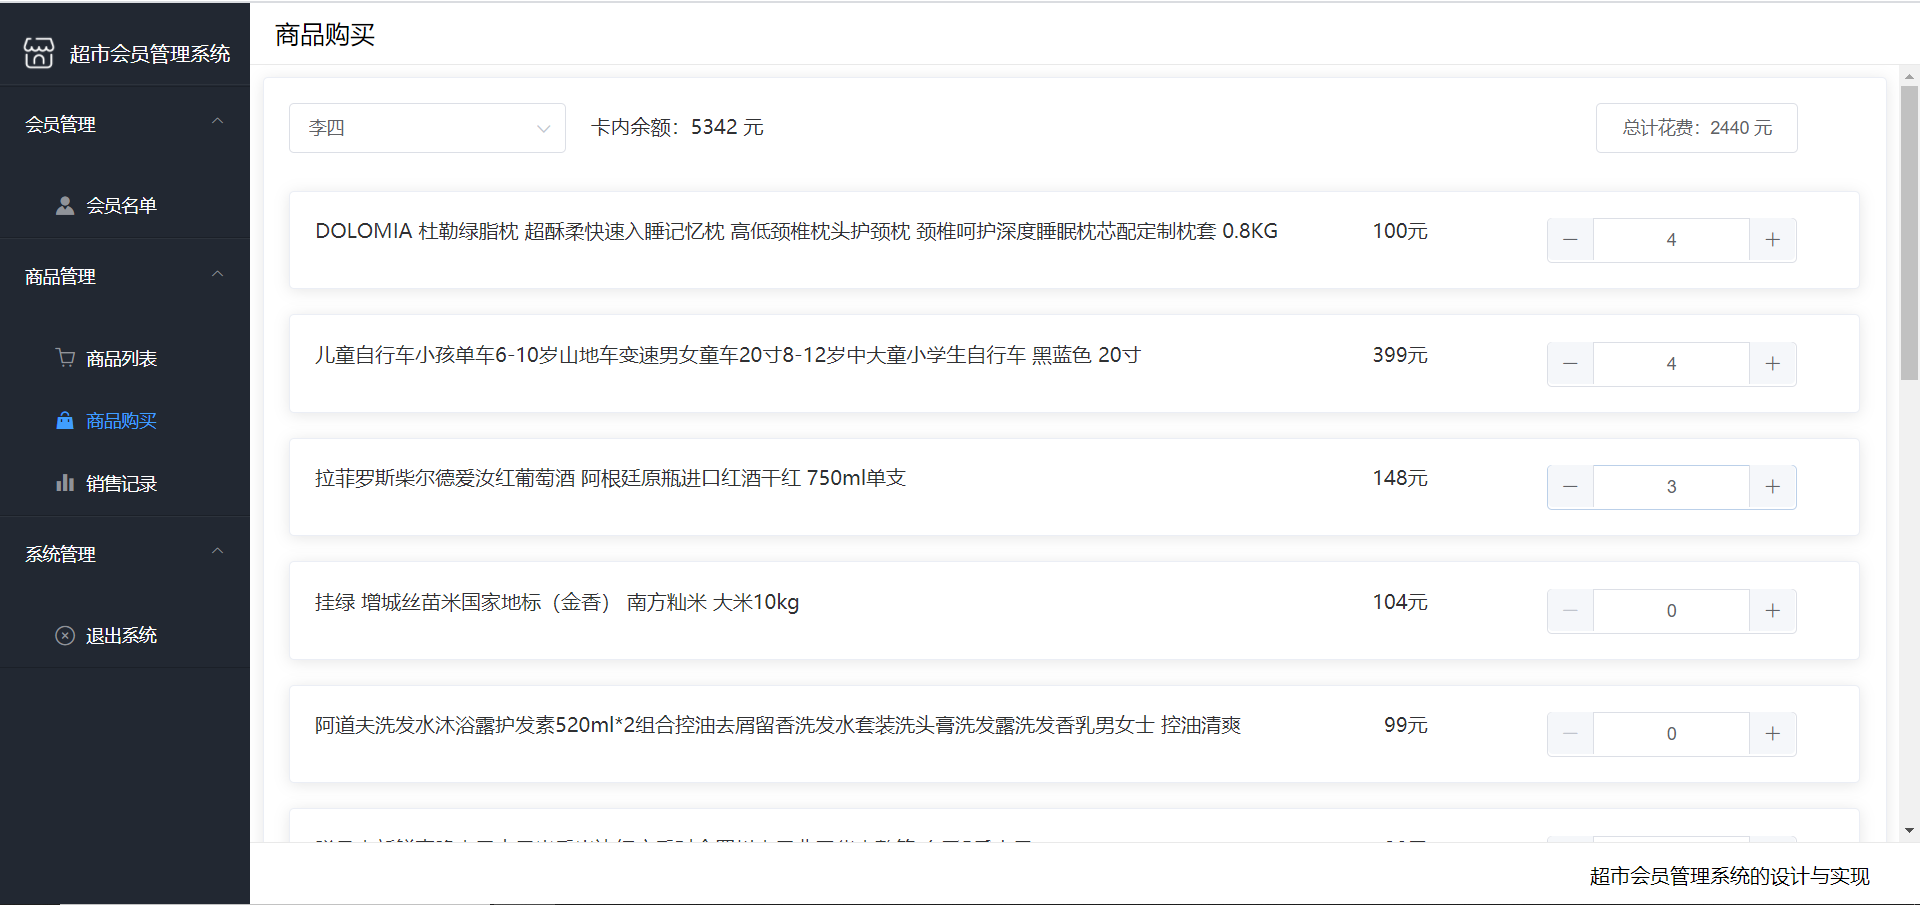 超市会员管理系统
会员管理
会员名单
商品管理
商品列表
商品购买
销售记录
系统管理
退出系统
商品购买
李四
卡内余额：5342 元
总计花费：2440 元
DOLOMIA 杜勒绿脂枕 超酥柔快速入睡记忆枕 高低颈椎枕头护颈枕 颈椎呵护深度睡眠枕芯配定制枕套 0.8KG 100元 4
儿童自行车小孩单车6-10岁山地车变速男女童车20寸8-12岁中大童小学生自行车 黑蓝色 20寸 399元 4
拉菲罗斯柴尔德爱汝红葡萄酒 阿根廷原瓶进口红酒干红 750ml单支 148元 3
挂绿 增城丝苗米国家地标（金香） 南方籼米 大米10kg 104元 0
阿道夫洗发水沐浴露护发素520ml*2组合控油去屑留香洗发水套装洗头膏洗发露洗发香乳男女士 控油清爽 99元 0
超市会员管理系统的设计与实现